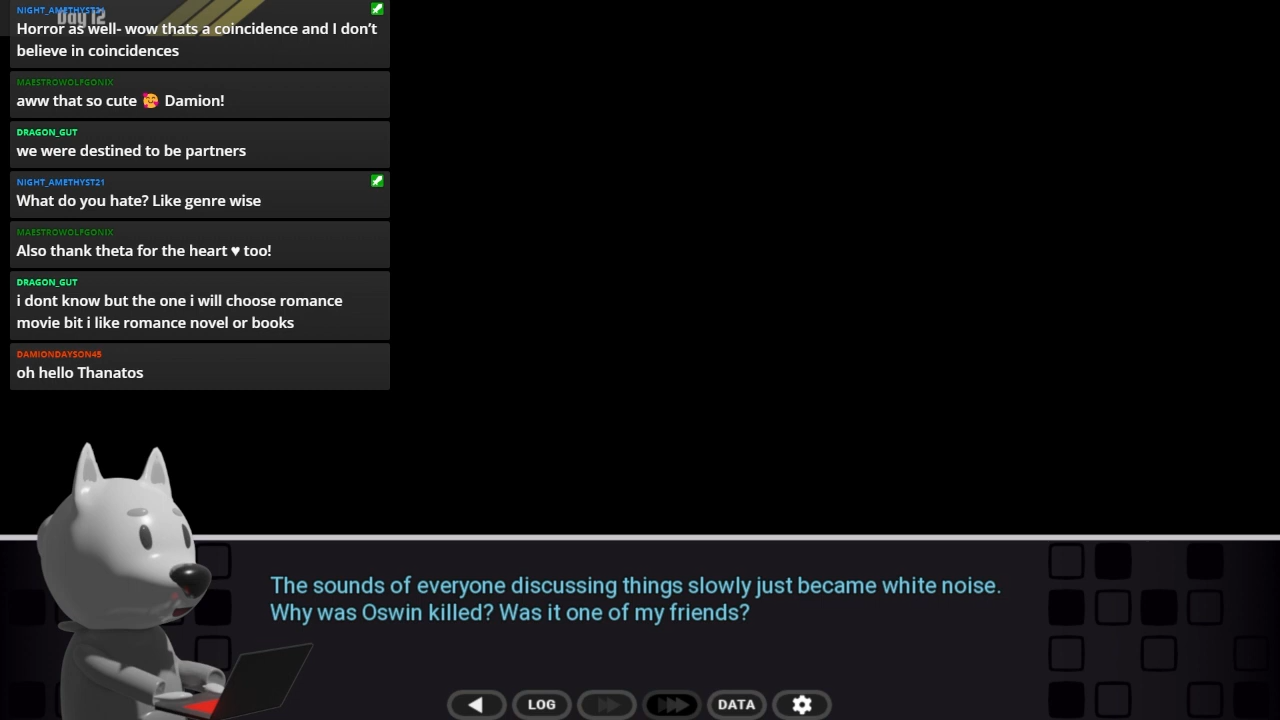 Day 12
NIGHT_AMETHYST21
Horror as well- wow thats a coincidence and I don’t
believe in coincidences
MAESTROWOLFGONIX
aww that so cute 🥰 Damion!
DRAGON_GUT
we were destined to be partners
NIGHT_AMETHYST21
What do you hate? Like genre wise
MAESTROWOLFGONIX
Also thank theta for the heart ♥ too!
DRAGON_GUT
i dont know but the one i will choose romance
movie bit i like romance novel or books
DAMIONDAYSON45
oh hello Thanatos
The sounds of everyone discussing things slowly just became white noise.
Why was Oswin killed? Was it one of my friends?
LOG
DATA